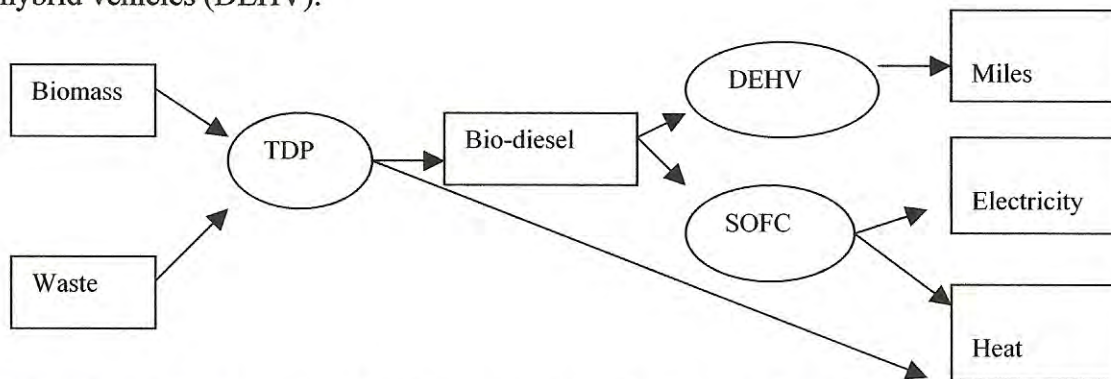 hybrid vehicles (DEHV).
Biomass
Waste
TDP
Bio-diesel
DEHV
SOFC
Miles
Electricity
Heat